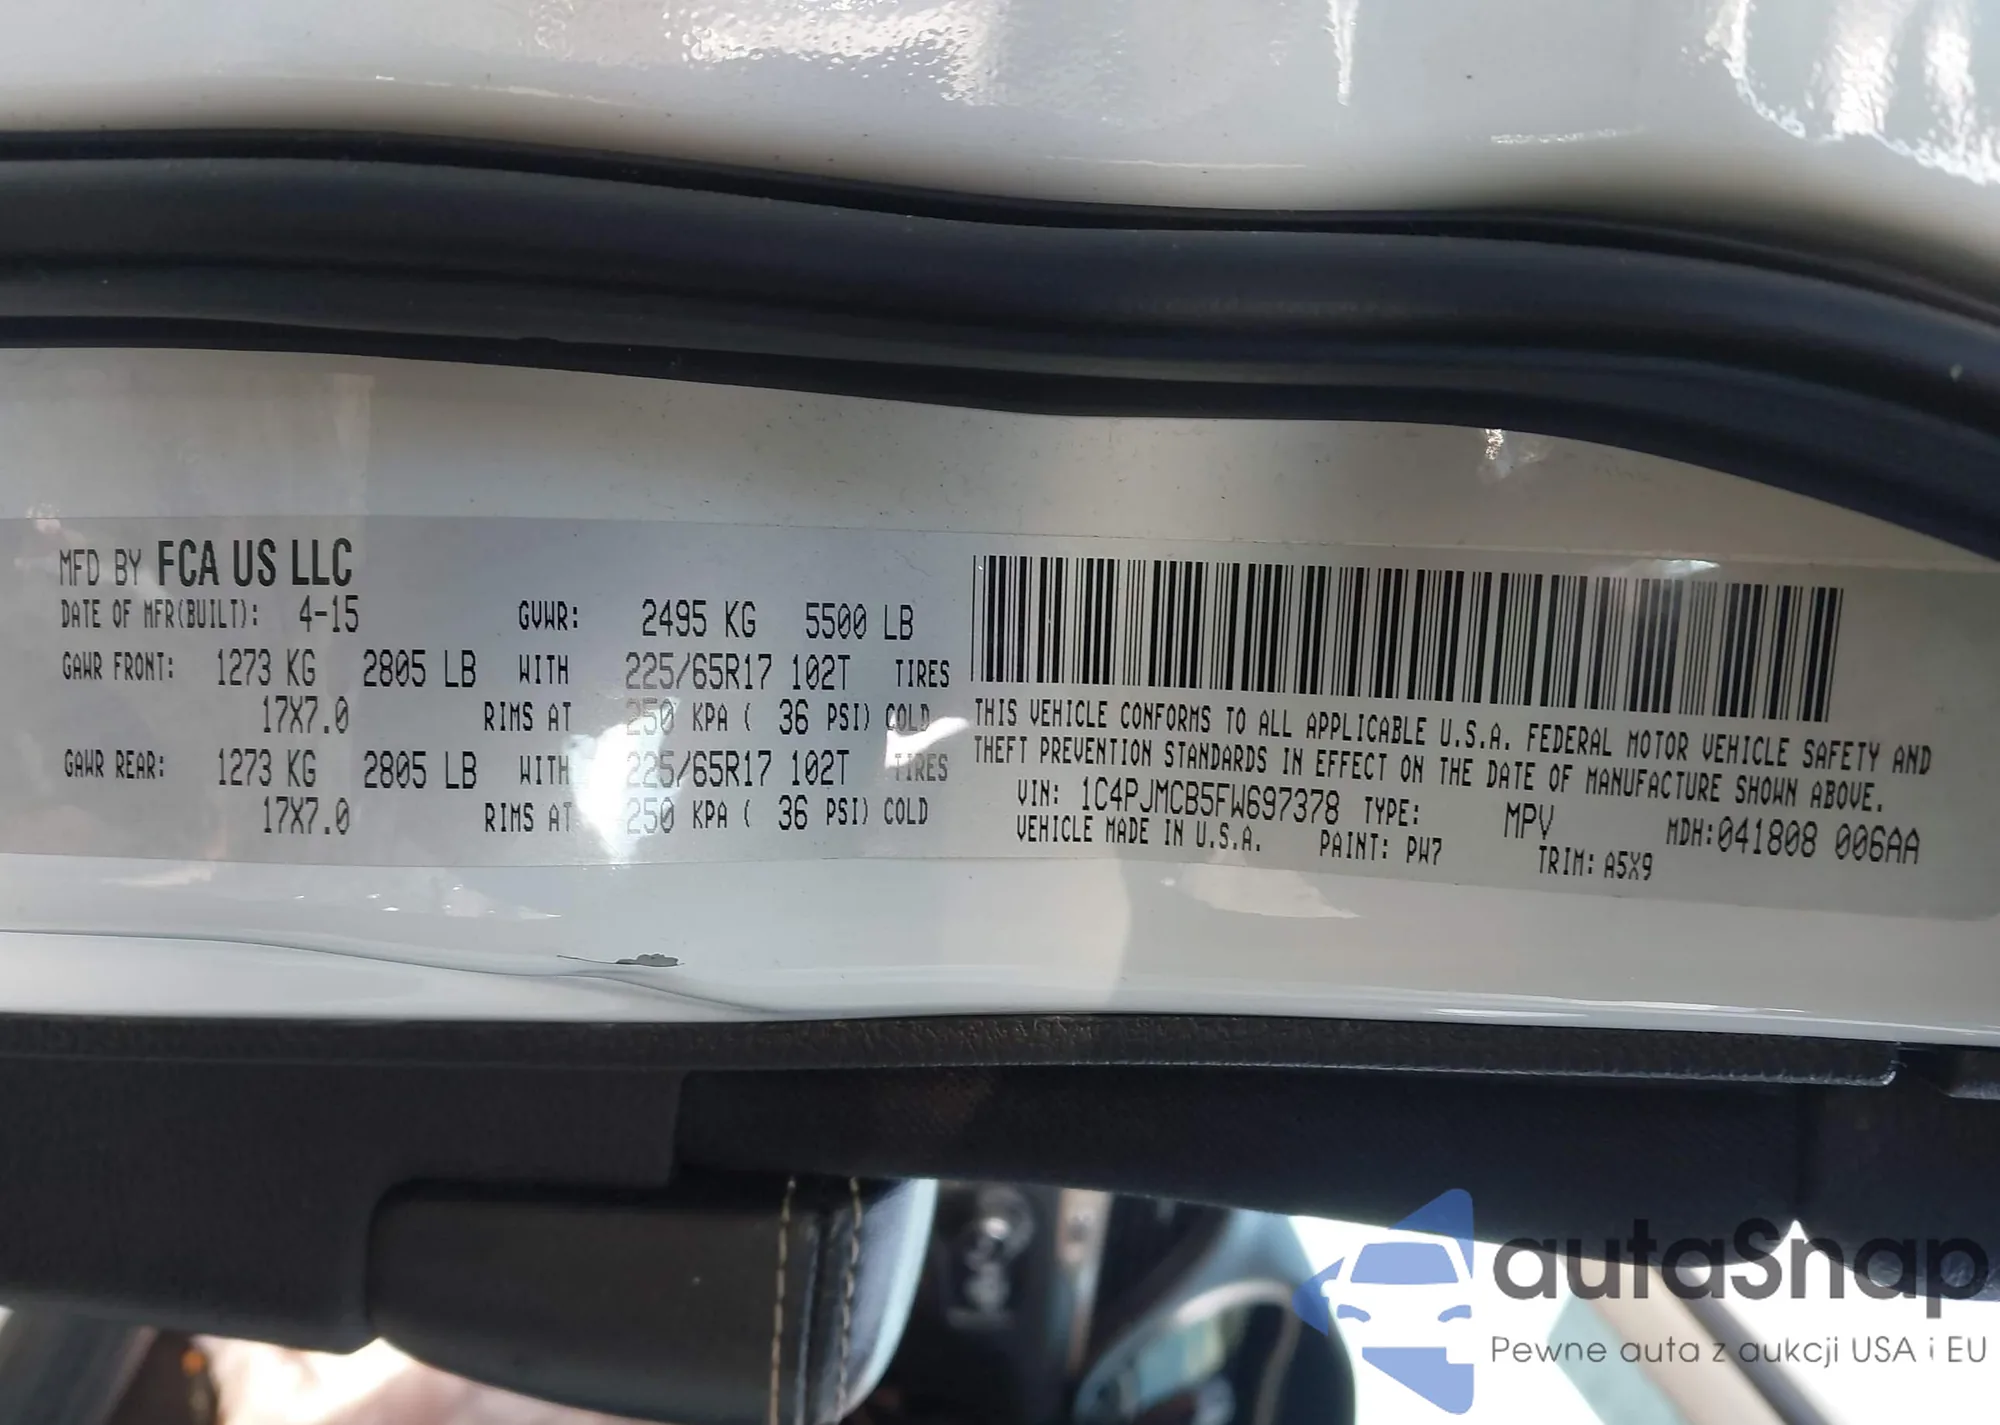 MFD BY FCA US LLC
DATE OF MFR(BUILT): 4-15 GVWR: 2495 KG 5500 LB
GAWR FRONT: 1273 KG 2805 LB WITH 225/65R17 102T TIRES
17X7.0 RIMS AT 250 KPA ( 36 PSI) COLD
GAWR REAR: 1273 KG 2805 LB WITH 225/65R17 102T TIRES
17X7.0 RIMS AT 250 KPA ( 36 PSI) COLD
THIS VEHICLE CONFORMS TO ALL APPLICABLE U.S.A. FEDERAL MOTOR VEHICLE SAFETY AND
THEFT PREVENTION STANDARDS IN EFFECT ON THE DATE OF MANUFACTURE SHOWN ABOVE.
VIN: 1C4PJMCB5FW697378 TYPE: MPV MDH:041808 006AA
VEHICLE MADE IN U.S.A. PAINT: PW7 TRIM: A5X9
autaSnap
Pewne auta z aukcji USA i EU